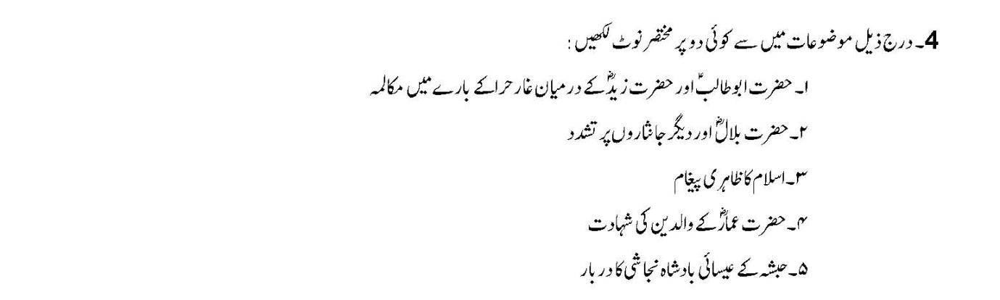 4۔ درج ذیل موضوعات میں سے کوئی دو پر مختصر نوٹ لکھیں :
۱۔ حضرت ابو طالبؑ اور حضرت زیدؓ کے درمیان غار حرا کے بارے میں مکالمہ
۲۔ حضرت بلالؓ اور دیگر جانثاروں پر تشدد
۳۔ اسلام کا ظاہری پیغام
۴۔ حضرت عمارؓ کے والدین کی شہادت
۵۔ حبشہ کے عیسائی بادشاہ نجاشی کا دربار